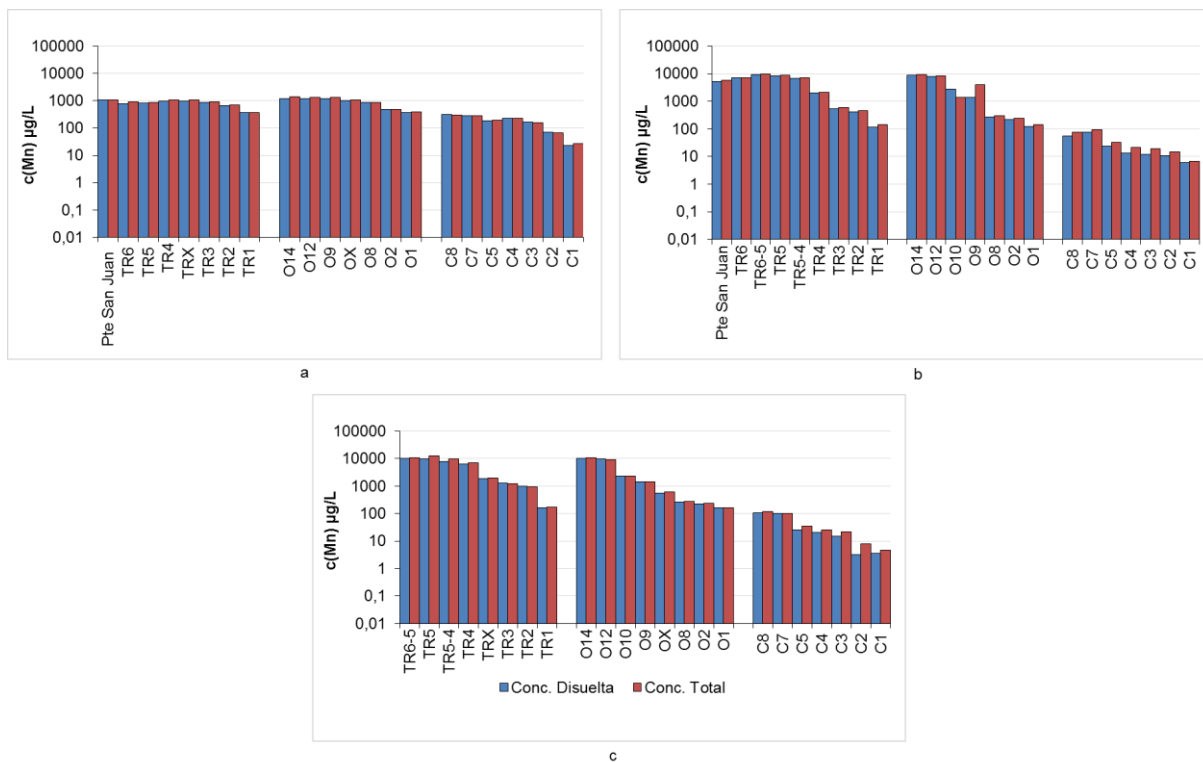 100000
10000
1000
100
10
1
0,1
0,01
c(Mn) µg/L
Pte San Juan
TR6
TR5
TR4
TRX
TR3
TR2
TR1
O14
O12
O9
OX
O8
O2
O1
C8
C7
C5
C4
C3
C2
C1
a
100000
10000
1000
100
10
1
0,1
0,01
c(Mn) µg/L
Pte San Juan
TR6
TR6-5
TR5
TR5-4
TR4
TR3
TR2
TR1
O14
O12
O10
O9
O8
O2
O1
C8
C7
C5
C4
C3
C2
C1
b
100000
10000
1000
100
10
1
0,1
0,01
c(Mn) µg/L
TR6-5
TR5
TR5-4
TR4
TRX
TR3
TR2
TR1
O14
O12
O10
O9
OX
O8
O2
O1
C8
C7
C5
C4
C3
C2
C1
Conc. Disuelta
Conc. Total
c